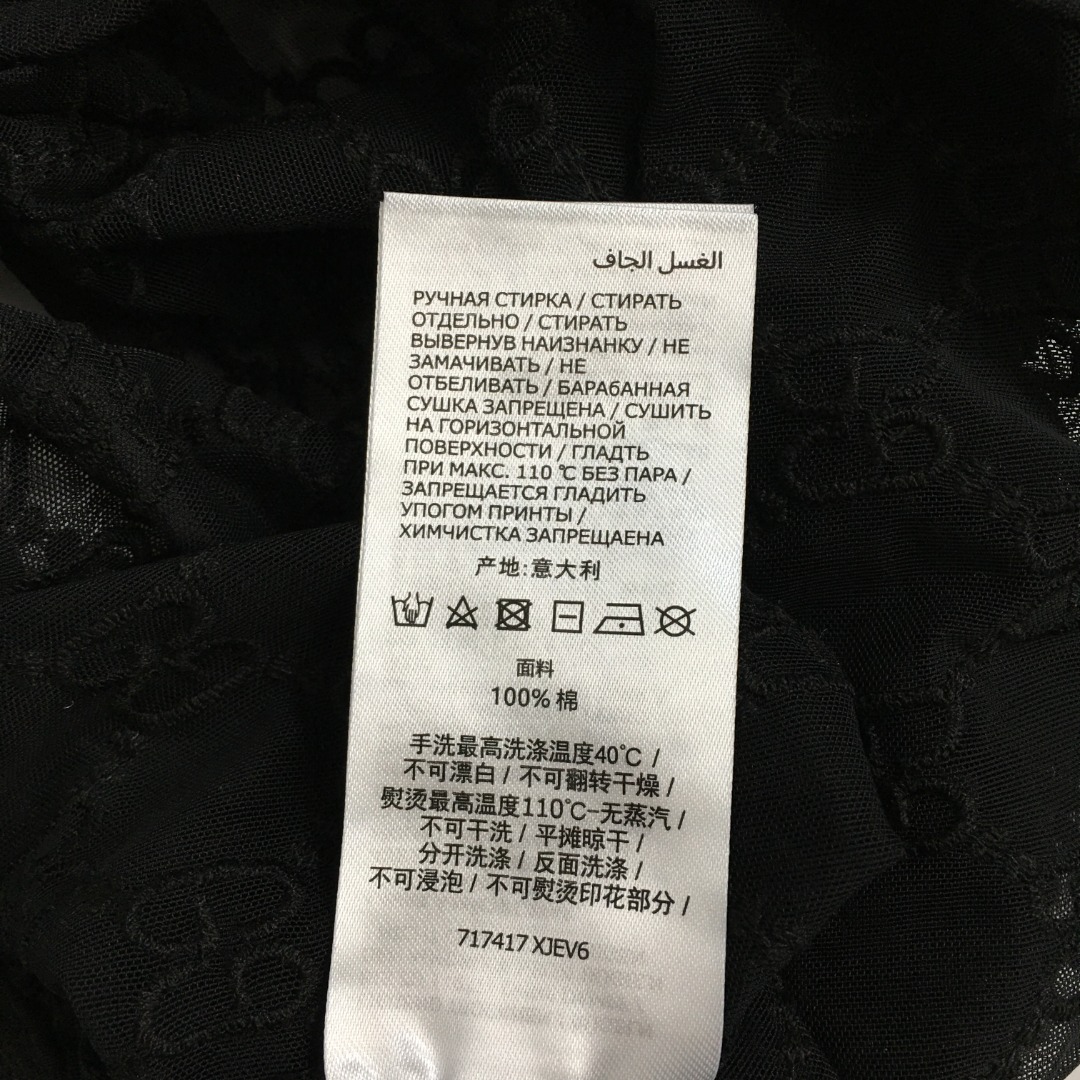 الغسل الجاف
РУЧНАЯ СТИРКА / СТИРАТЬ
ОТДЕЛЬНО / СТИРАТЬ
ВЫВЕРНУВ НАИЗНАНКУ / НЕ
ЗАМАЧИВАТЬ / НЕ
ОТБЕЛИВАТЬ / БАРАбАННАЯ
СУШКА ЗАПРЕЩЕНА / СУШИТЬ
НА ГОРИЗОНТАЛЬНОЙ
ПОВЕРХНОСТИ / ГЛАДТЬ
ПРИ МАКС. 110 ℃ БЕЗ ПАРА /
ЗАПРЕЩАЕТСЯ ГЛАДИТЬ
УПОГОМ ПРИНТЫ /
ХИМЧИСТКА ЗАПРЕЩАЕНА
产地:意大利
面料
100% 棉
手洗最高洗涤温度40℃ /
不可漂白 / 不可翻转干燥 /
熨烫最高温度110℃-无蒸汽 /
不可干洗 / 平摊晾干 /
分开洗涤 / 反面洗涤 /
不可浸泡 / 不可熨烫印花部分 /
717417 XJEV6